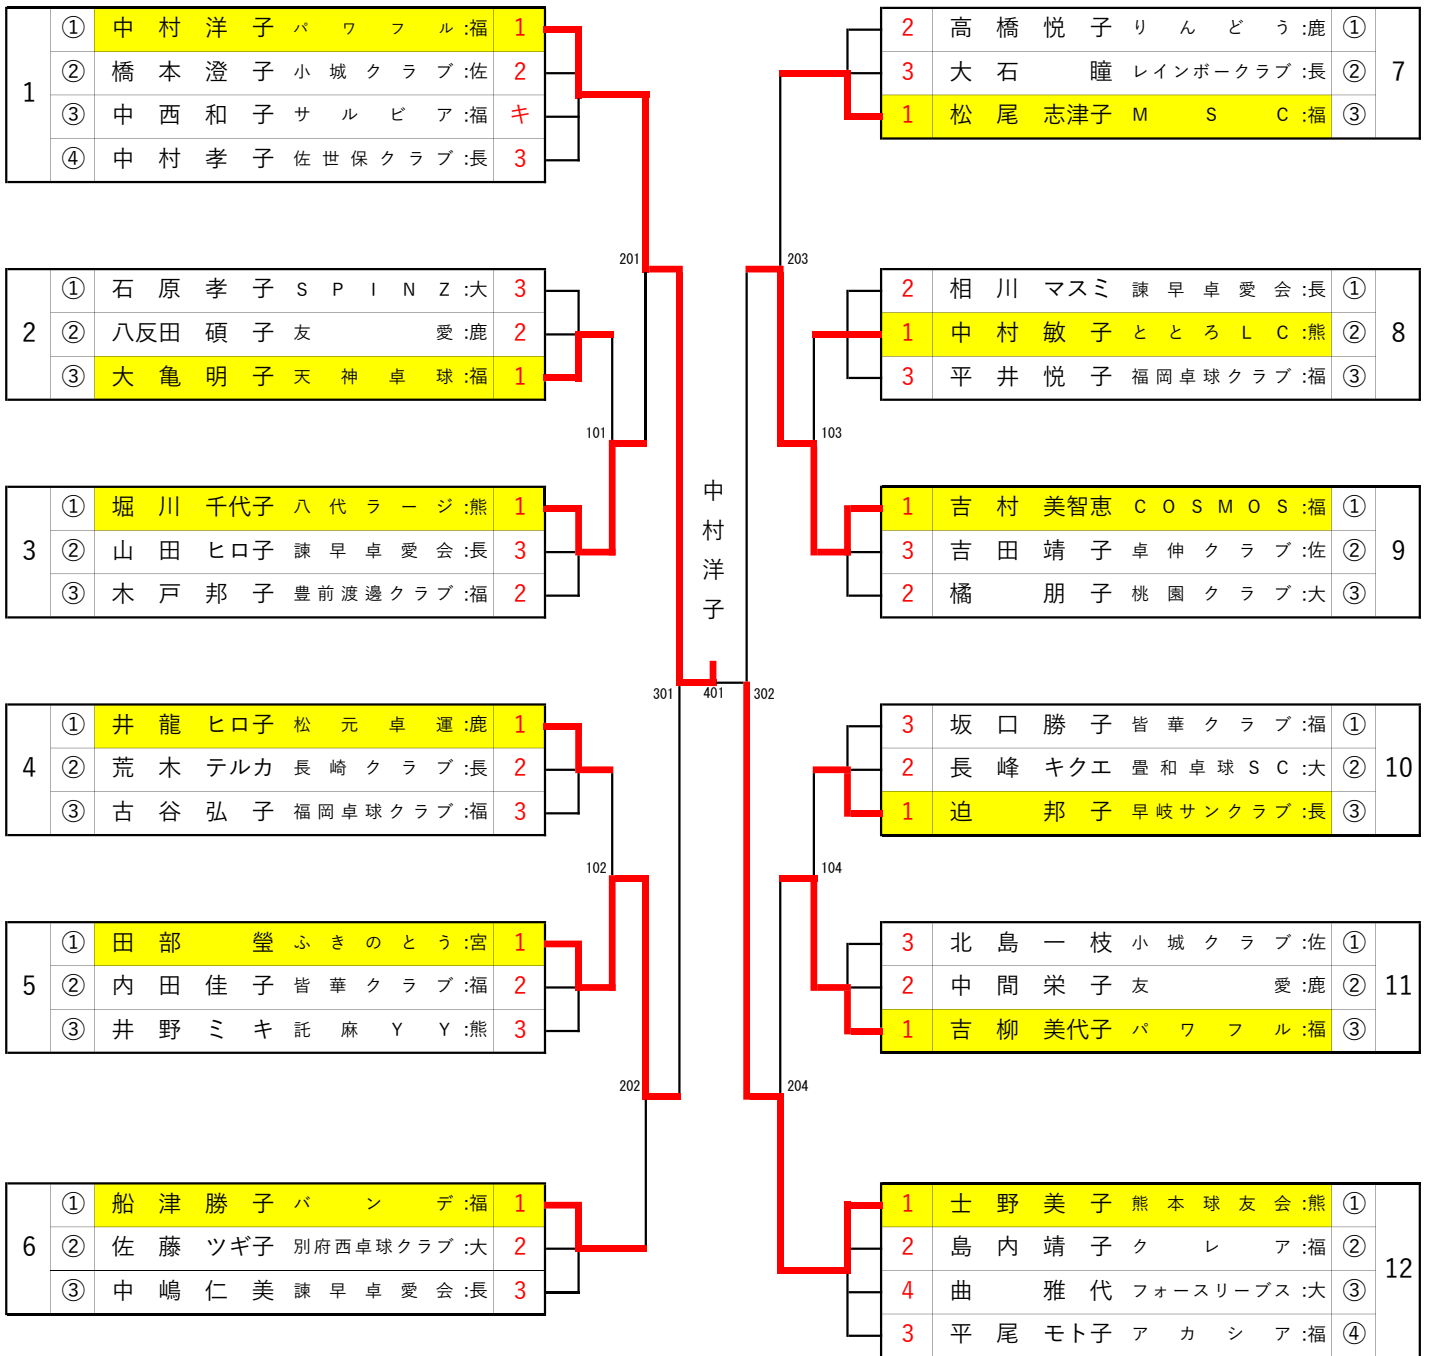 1
① 中村洋子 パワフル :福 1
② 橋本澄子 小城クラブ :佐 2
③ 中西和子 サルビア :福 キ
④ 中村孝子 佐世保クラブ :長 3
2
① 石原孝子 SPINZ :大 3
② 八反田碩子 友愛 :鹿 2
③ 大亀明子 天神卓球 :福 1
3
① 堀川千代子 八代ラージ :熊 1
② 山田ヒロ子 諫早卓愛会 :長 3
③ 木戸邦子 豊前渡邊クラブ :福 2
4
① 井龍ヒロ子 松元卓運 :鹿 1
② 荒木テルカ 長崎クラブ :長 2
③ 古谷弘子 福岡卓球クラブ :福 3
5
① 田部瑩 ふきのとう :宮 1
② 内田佳子 皆華クラブ :福 2
③ 井野ミキ 託麻YY :熊 3
6
① 船津勝子 バンデ :福 1
② 佐藤ツギ子 別府西卓球クラブ :大 2
③ 中嶋仁美 諫早卓愛会 :長 3
201
101
102
202
301
401
302
中村洋子
203
103
104
204
2 高橋悦子 りんどう :鹿 ①
3 大石瞳 レインボークラブ :長 ②
1 松尾志津子 MSC :福 ③
7
2 相川マスミ 諫早卓愛会 :長 ①
1 中村敏子 ととろLC :熊 ②
3 平井悦子 福岡卓球クラブ :福 ③
8
1 吉村美智恵 COSMOS :福 ①
3 吉田靖子 卓伸クラブ :佐 ②
2 橘朋子 桃園クラブ :大 ③
9
3 坂口勝子 皆華クラブ :福 ①
2 長峰キクエ 畳和卓球SC :大 ②
1 迫邦子 早岐サンクラブ :長 ③
10
3 北島一枝 小城クラブ :佐 ①
2 中間栄子 友愛 :鹿 ②
1 吉柳美代子 パワフル :福 ③
11
1 士野美子 熊本球友会 :熊 ①
2 島内靖子 クレア :福 ②
4 曲雅代 フォースリーブス :大 ③
3 平尾モト子 アカシア :福 ④
12